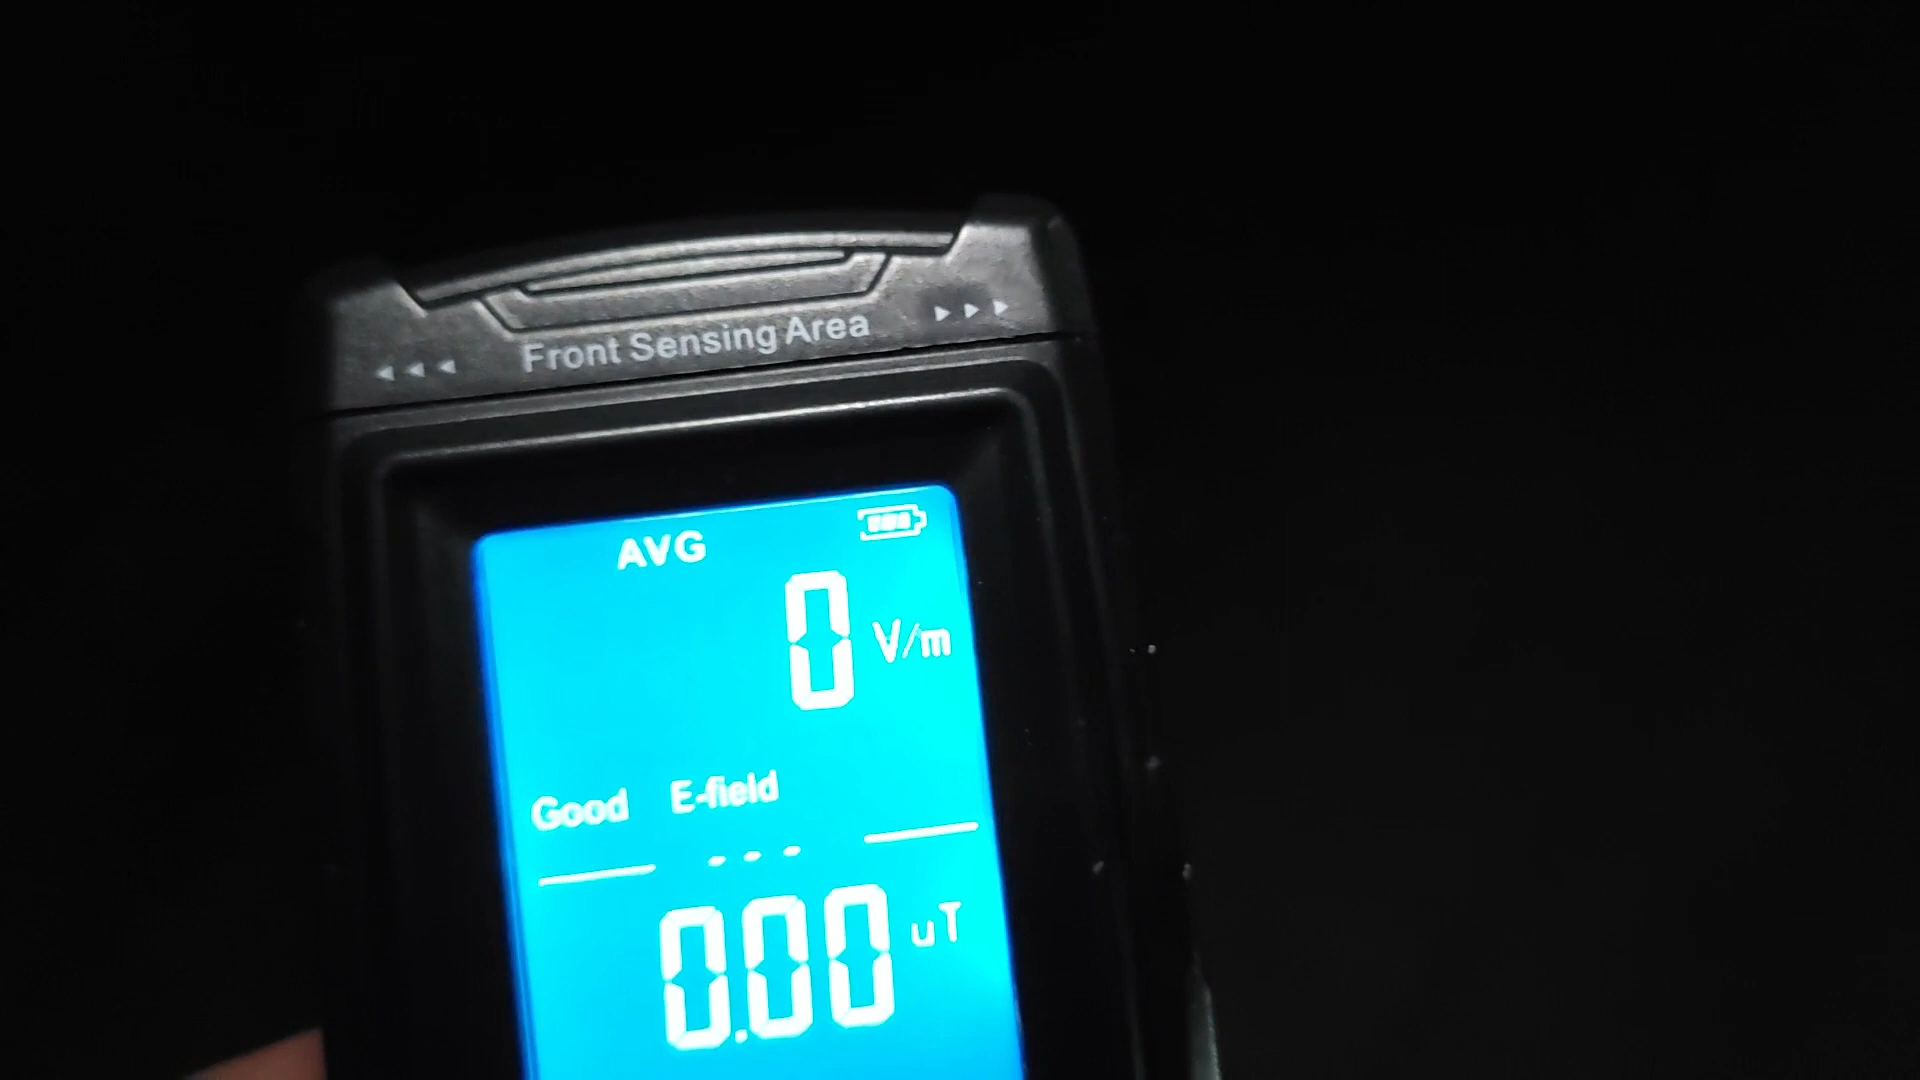 ◄ ◄ ◄ Front Sensing Area ► ► ►
AVG
0 V/m
Good E-field
---
0.00 uT